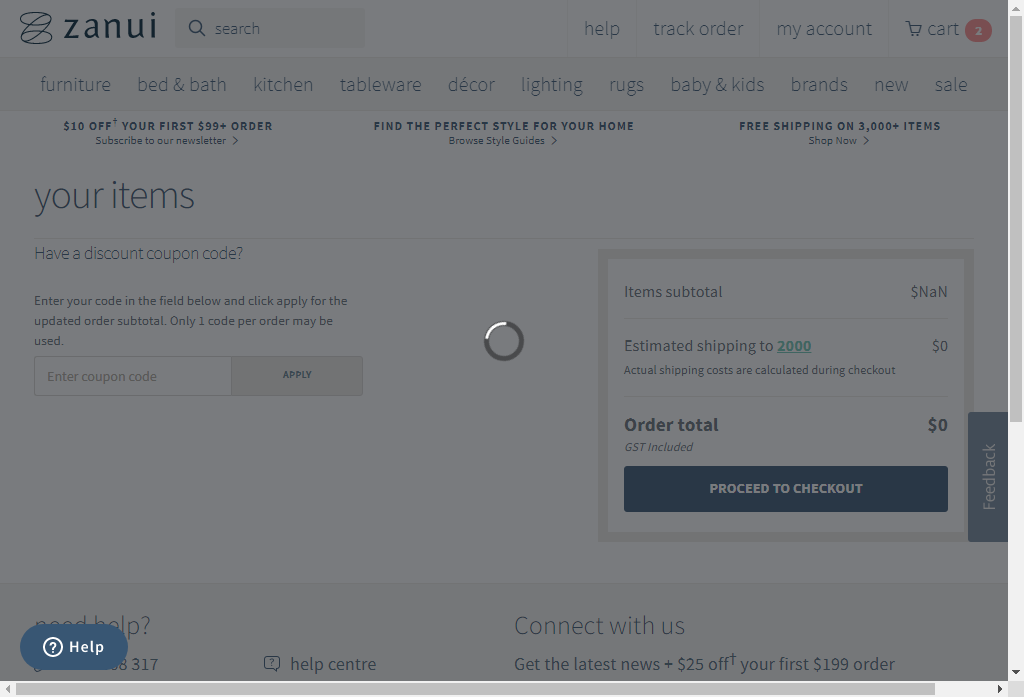 zanui
search
help
track order
my account
cart
2
furniture
bed & bath
kitchen
tableware
décor
lighting
rugs
baby & kids
brands
new
sale
$10 OFF† YOUR FIRST $99+ ORDER
Subscribe to our newsletter
FIND THE PERFECT STYLE FOR YOUR HOME
Browse Style Guides
FREE SHIPPING ON 3,000+ ITEMS
Shop Now
your items
Have a discount coupon code?
Enter your code in the field below and click apply for the
updated order subtotal. Only 1 code per order may be
used.
Enter coupon code
APPLY
Items subtotal
$NaN
Estimated shipping to 2000
$0
Actual shipping costs are calculated during checkout
Order total
$0
GST Included
PROCEED TO CHECKOUT
Feedback
need help?
Connect with us
Help
8 317
help centre
Get the latest news + $25 off† your first $199 order